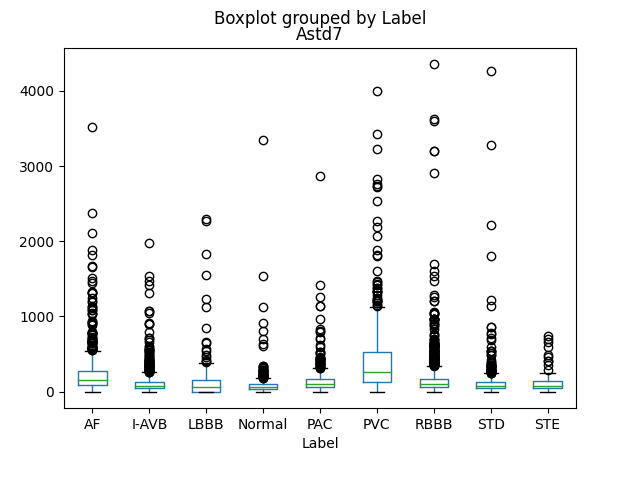 Boxplot grouped by Label
Astd7
4000
3000
2000
1000
0
AF I-AVB LBBB Normal PAC PVC RBBB STD STE
Label